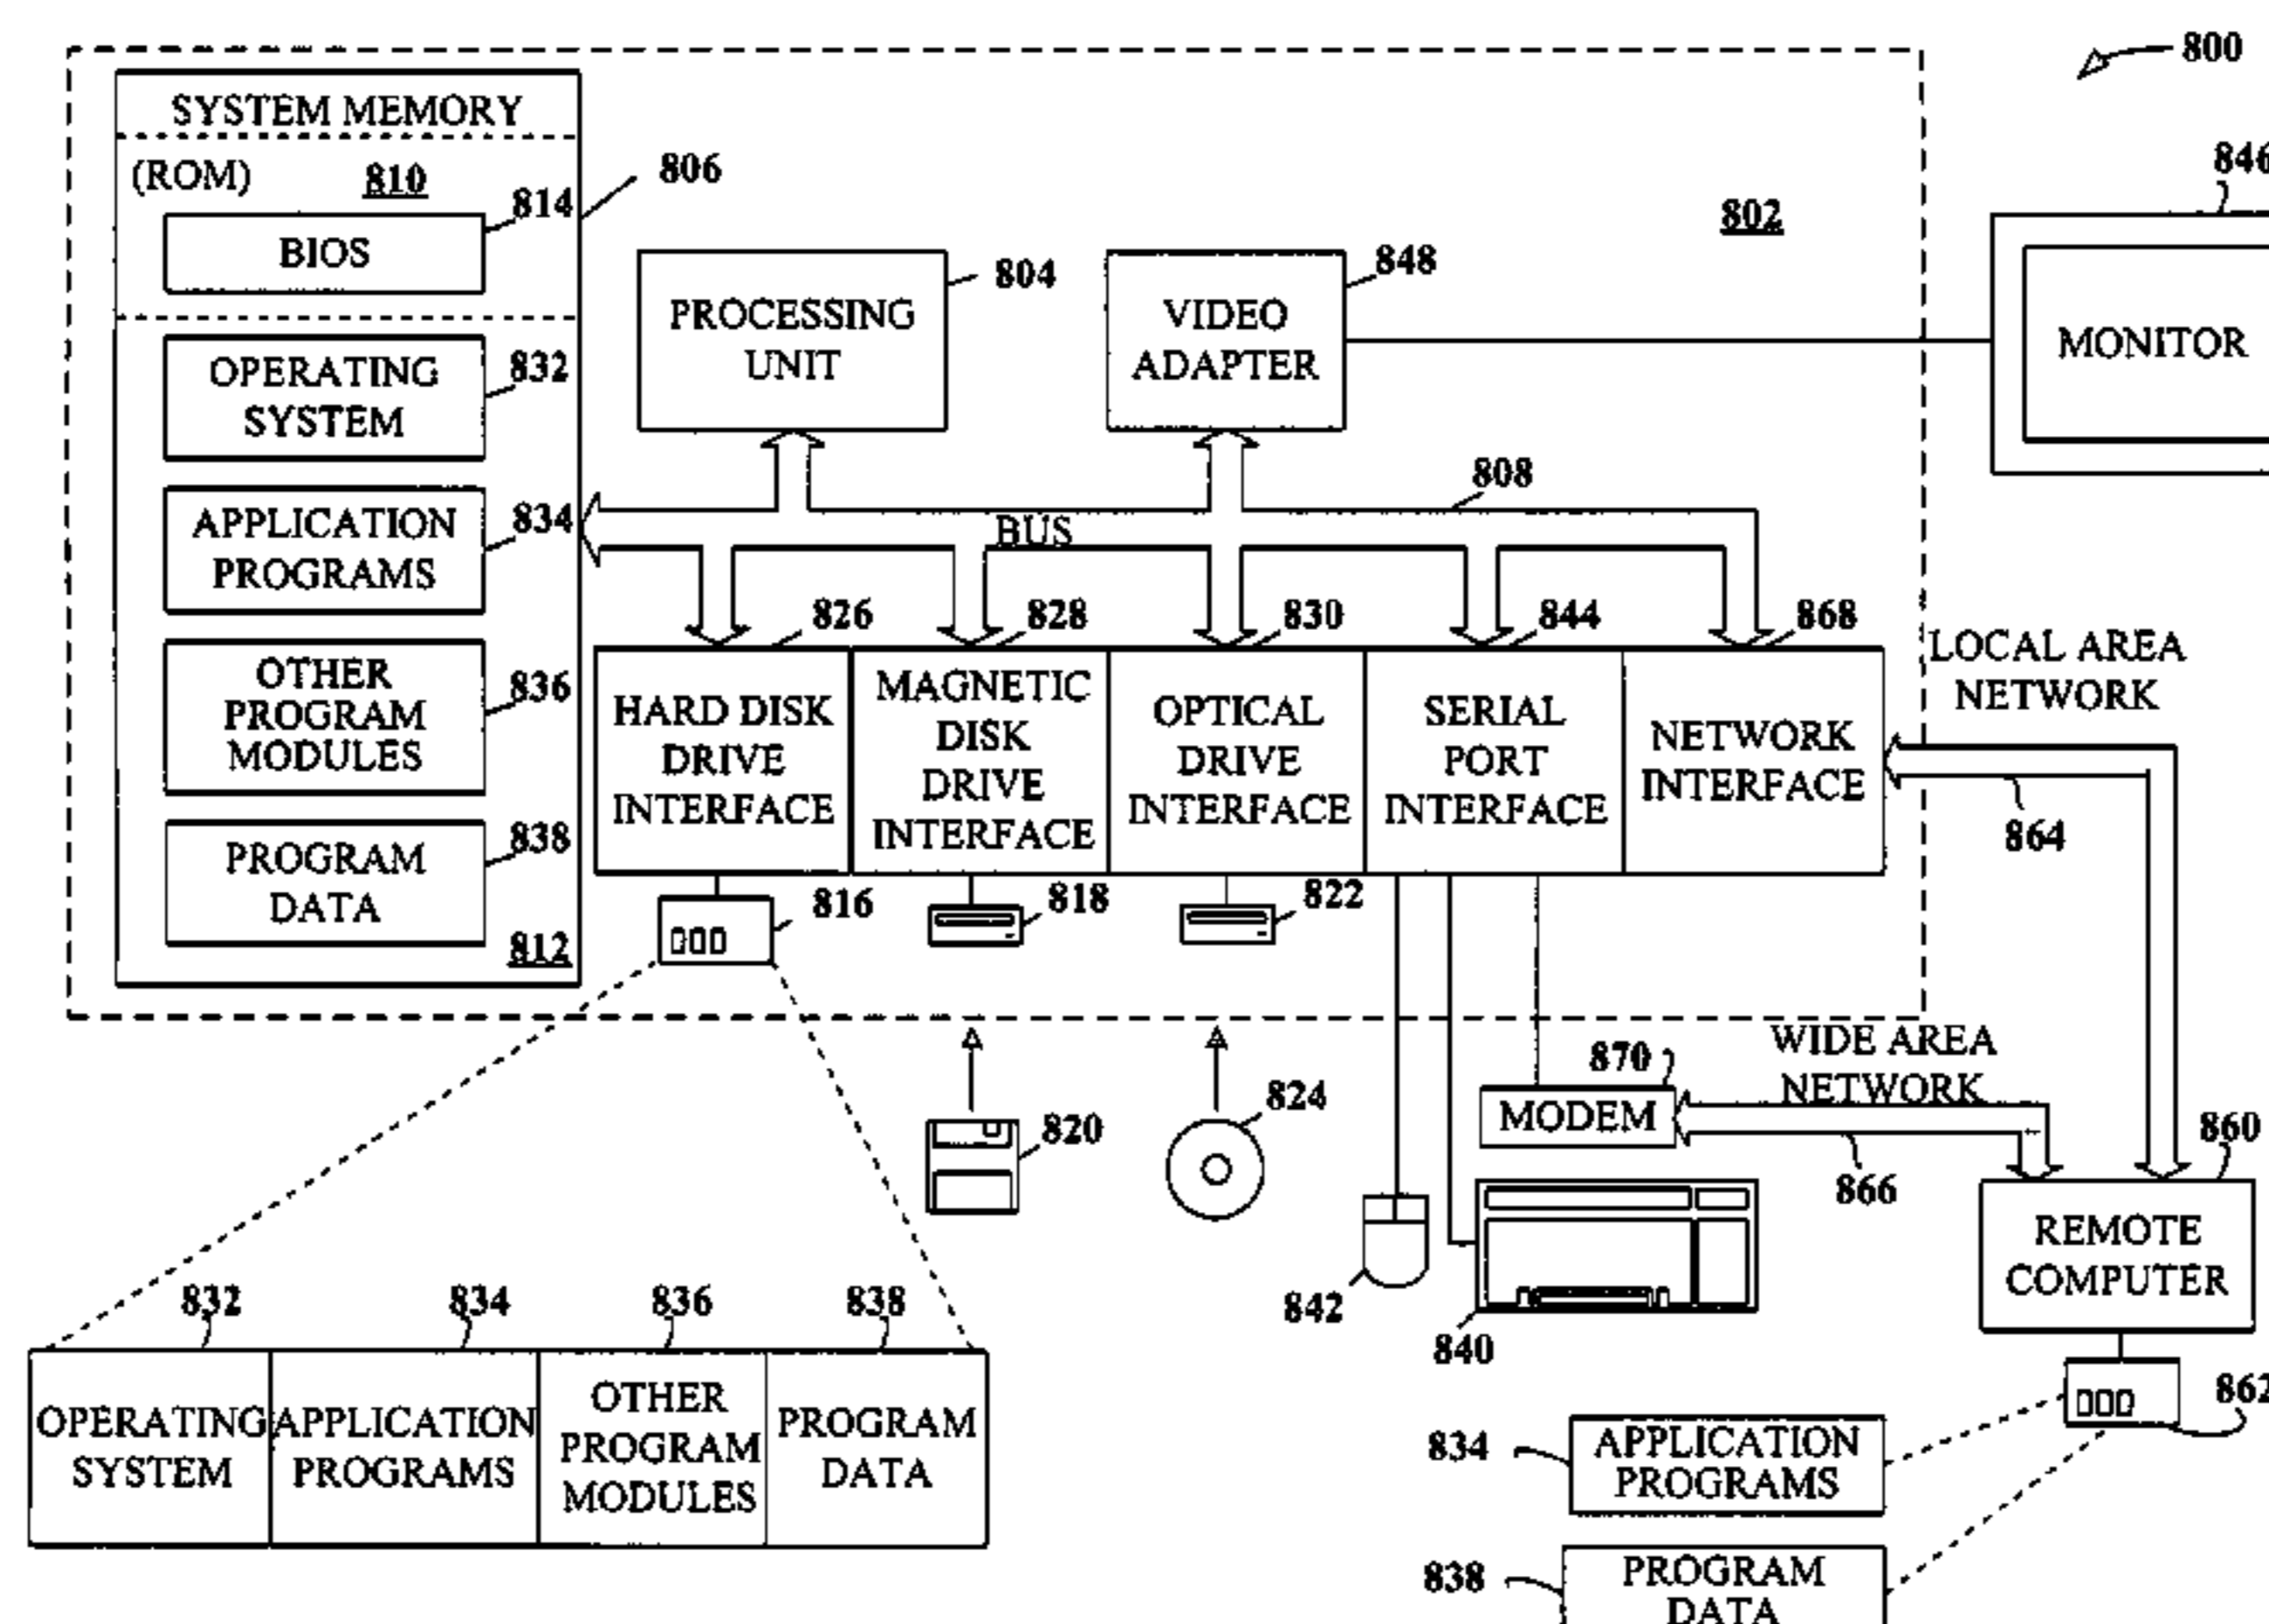 800
SYSTEM MEMORY
(ROM)
810
806
814
BIOS
802
846
804
PROCESSING
UNIT
848
VIDEO
ADAPTER
MONITOR
OPERATING
SYSTEM
832
808
BUS
APPLICATION
PROGRAMS
834
OTHER
PROGRAM
MODULES
836
PROGRAM
DATA
838
812
826
828
830
844
868
HARD DISK
DRIVE
INTERFACE
MAGNETIC
DISK
DRIVE
INTERFACE
OPTICAL
DRIVE
INTERFACE
SERIAL
PORT
INTERFACE
NETWORK
INTERFACE
LOCAL AREA
NETWORK
864
816
818
822
WIDE AREA
NETWORK
870
MODEM
866
820
824
860
REMOTE
COMPUTER
842
840
862
832
834
836
838
OPERATING
SYSTEM
APPLICATION
PROGRAMS
OTHER
PROGRAM
MODULES
PROGRAM
DATA
834
APPLICATION
PROGRAMS
838
PROGRAM
DATA